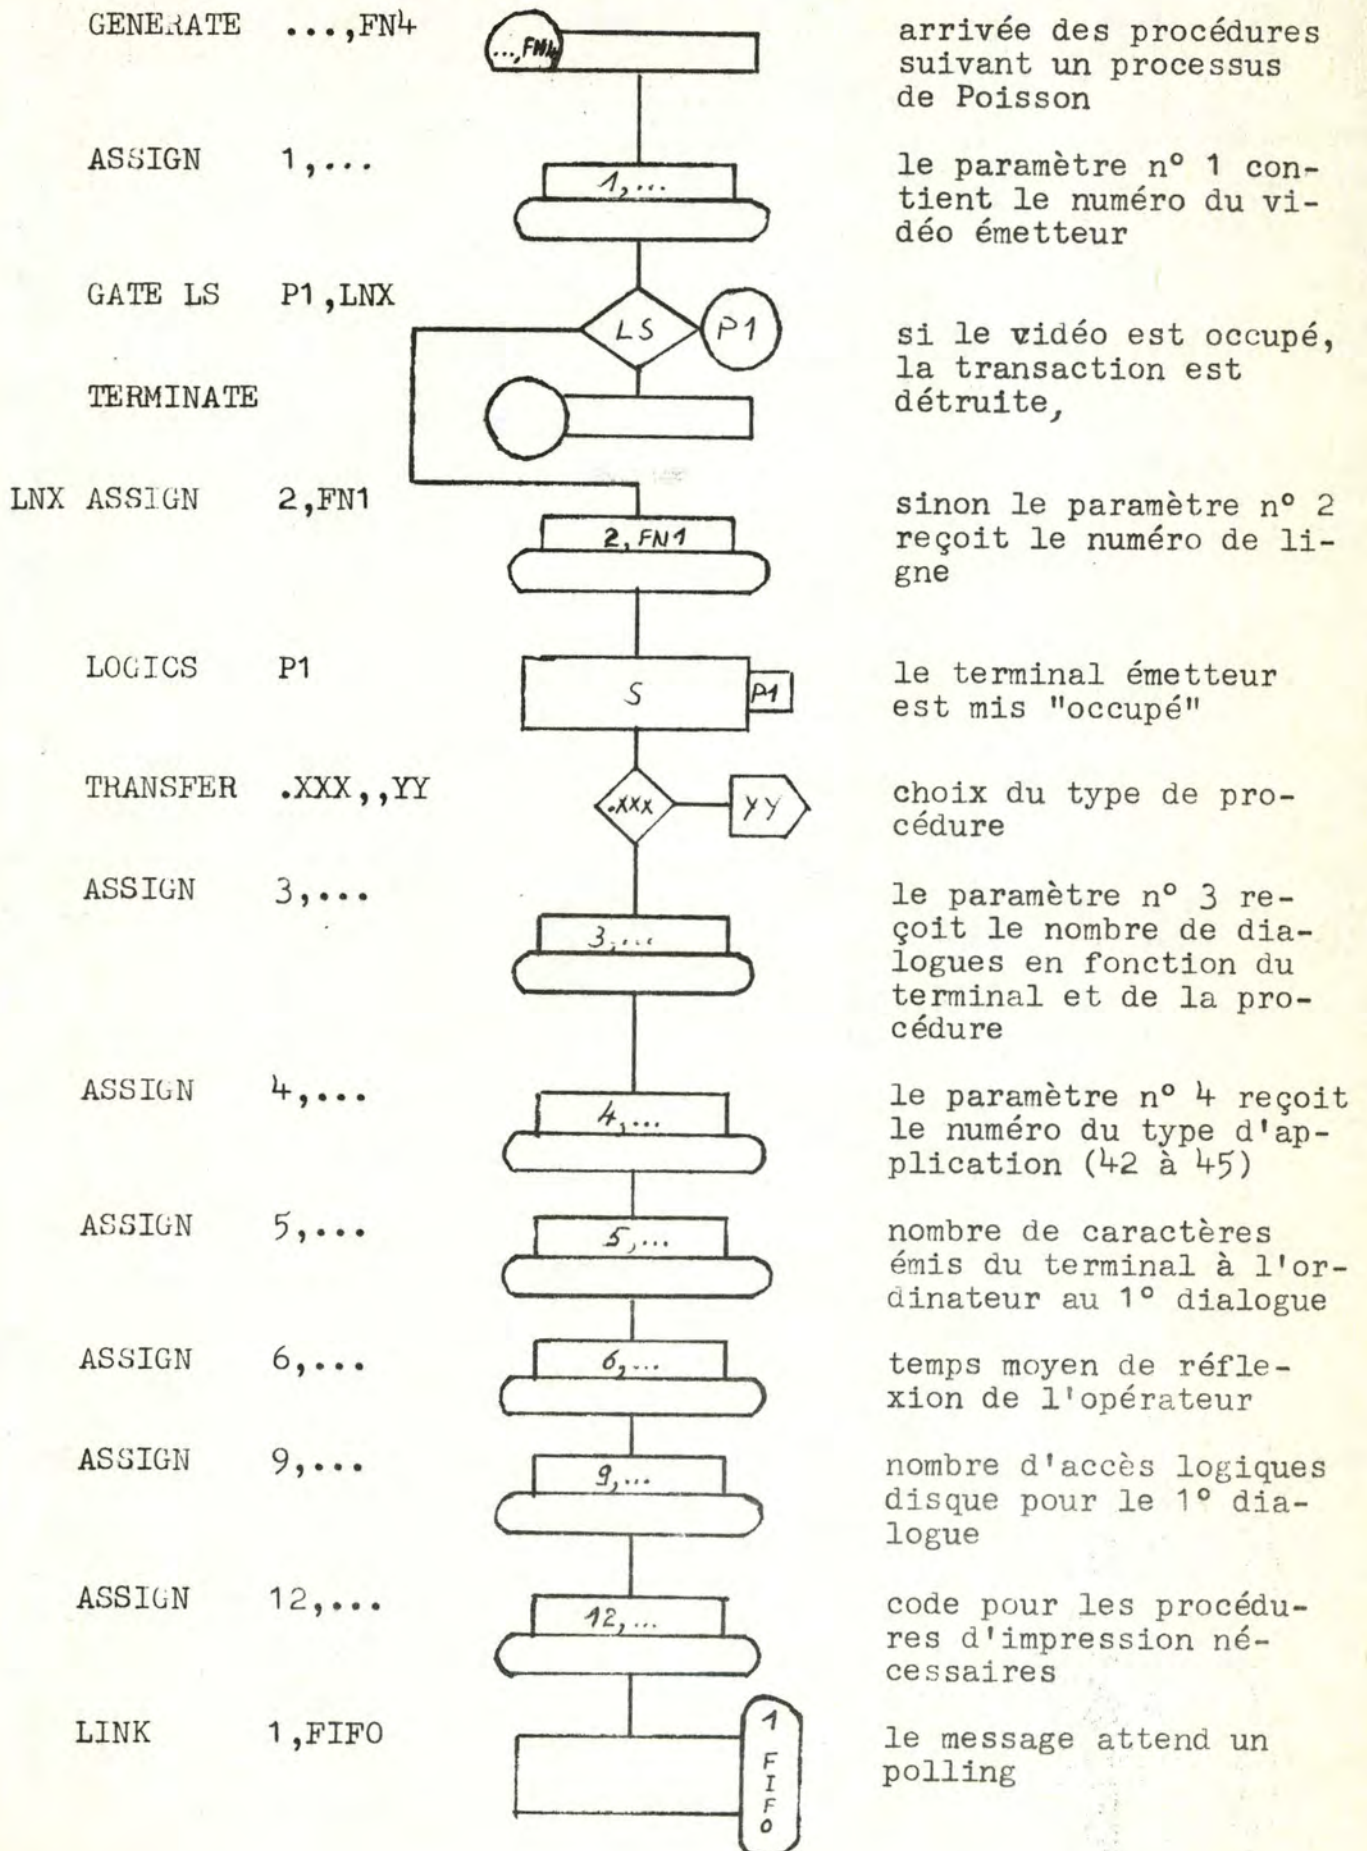 GENERATE ...,FN4
...,FN4
arrivée des procédures
suivant un processus
de Poisson
ASSIGN 1,...
1,...
le paramètre n° 1 con-
tient le numéro du vi-
déo émetteur
GATE LS P1,LNX
LS
P1
si le vidéo est occupé,
la transaction est
détruite,
TERMINATE
LNX ASSIGN 2,FN1
2,FN1
sinon le paramètre n° 2
reçoit le numéro de li-
gne
LOGICS P1
S
P1
le terminal émetteur
est mis "occupé"
TRANSFER .XXX,,YY
.XXX
YY
choix du type de pro-
cédure
ASSIGN 3,...
3,...
le paramètre n° 3 re-
çoit le nombre de dia-
logues en fonction du
terminal et de la pro-
cédure
ASSIGN 4,...
4,...
le paramètre n° 4 reçoit
le numéro du type d'ap-
plication (42 à 45)
ASSIGN 5,...
5,...
nombre de caractères
émis du terminal à l'or-
dinateur au 1° dialogue
ASSIGN 6,...
6,...
temps moyen de réfle-
xion de l'opérateur
ASSIGN 9,...
9,...
nombre d'accès logiques
disque pour le 1° dia-
logue
ASSIGN 12,...
12,...
code pour les procédu-
res d'impression né-
cessaires
LINK 1,FIFO
1
F
I
F
O
le message attend un
polling